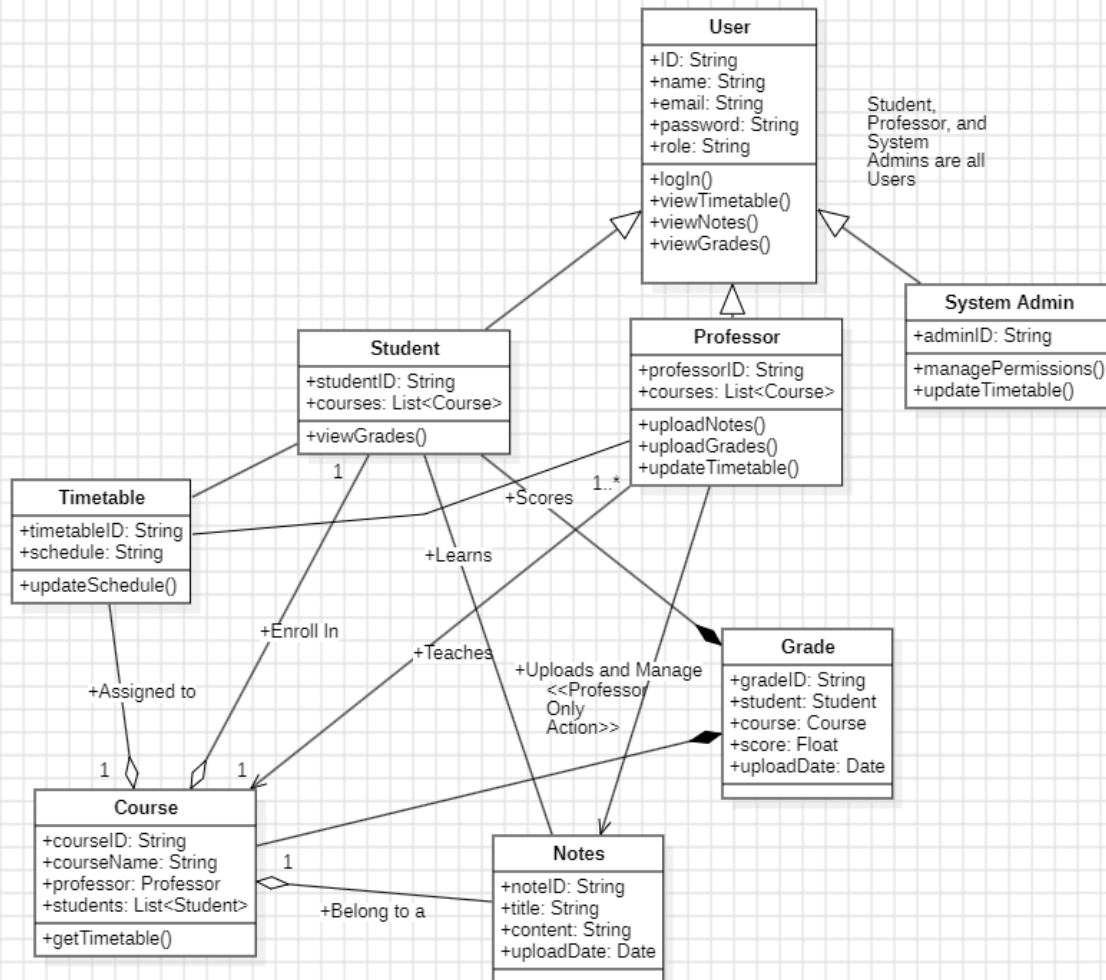 User
+ID: String
+name: String
+email: String
+password: String
+role: String
+logIn()
+viewTimetable()
+viewNotes()
+viewGrades()
Student,
Professor, and
System
Admins are all
Users
System Admin
+adminID: String
+managePermissions()
+updateTimetable()
Student
+studentID: String
+courses: List<Course>
+viewGrades()
Professor
+professorID: String
+courses: List<Course>
+uploadNotes()
+uploadGrades()
+updateTimetable()
Timetable
+timetableID: String
+schedule: String
+updateSchedule()
1
+Scores
1..*
+Learns
+Enroll In
+Teaches
+Uploads and Manage
<<Professor
Only
Action>>
+Assigned to
Grade
+gradeID: String
+student: Student
+course: Course
+score: Float
+uploadDate: Date
1
1
Course
+courseID: String
+courseName: String
+professor: Professor
+students: List<Student>
+getTimetable()
1
+Belong to a
Notes
+noteID: String
+title: String
+content: String
+uploadDate: Date